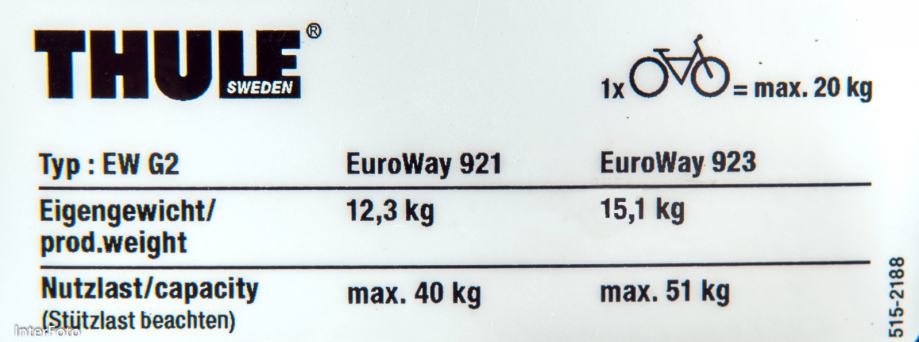 THULE®
SWEDEN
1x = max. 20 kg
Typ : EW G2 EuroWay 921 EuroWay 923
Eigengewicht/ 12,3 kg 15,1 kg
prod.weight
Nutzlast/capacity max. 40 kg max. 51 kg
(Stützlast beachten)
515-2188
InterFoto